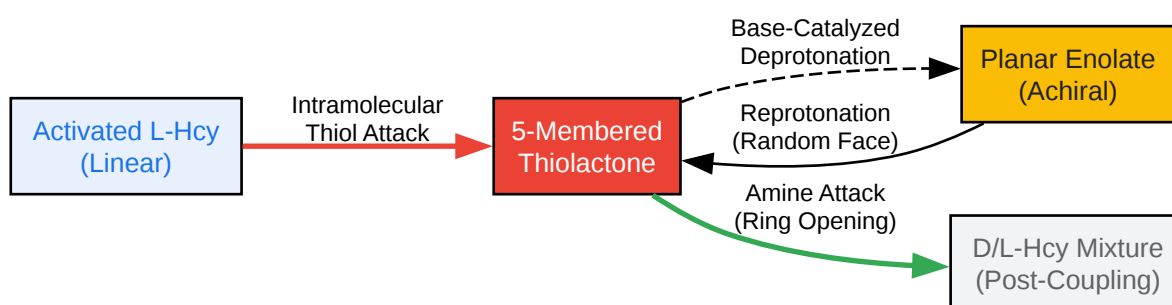 Activated L-Hcy
(Linear)
Intramolecular
Thiol Attack
5-Membered
Thiolactone
Base-Catalyzed
Deprotonation
Planar Enolate
(Achiral)
Reprotonation
(Random Face)
Amine Attack
(Ring Opening)
D/L-Hcy Mixture
(Post-Coupling)